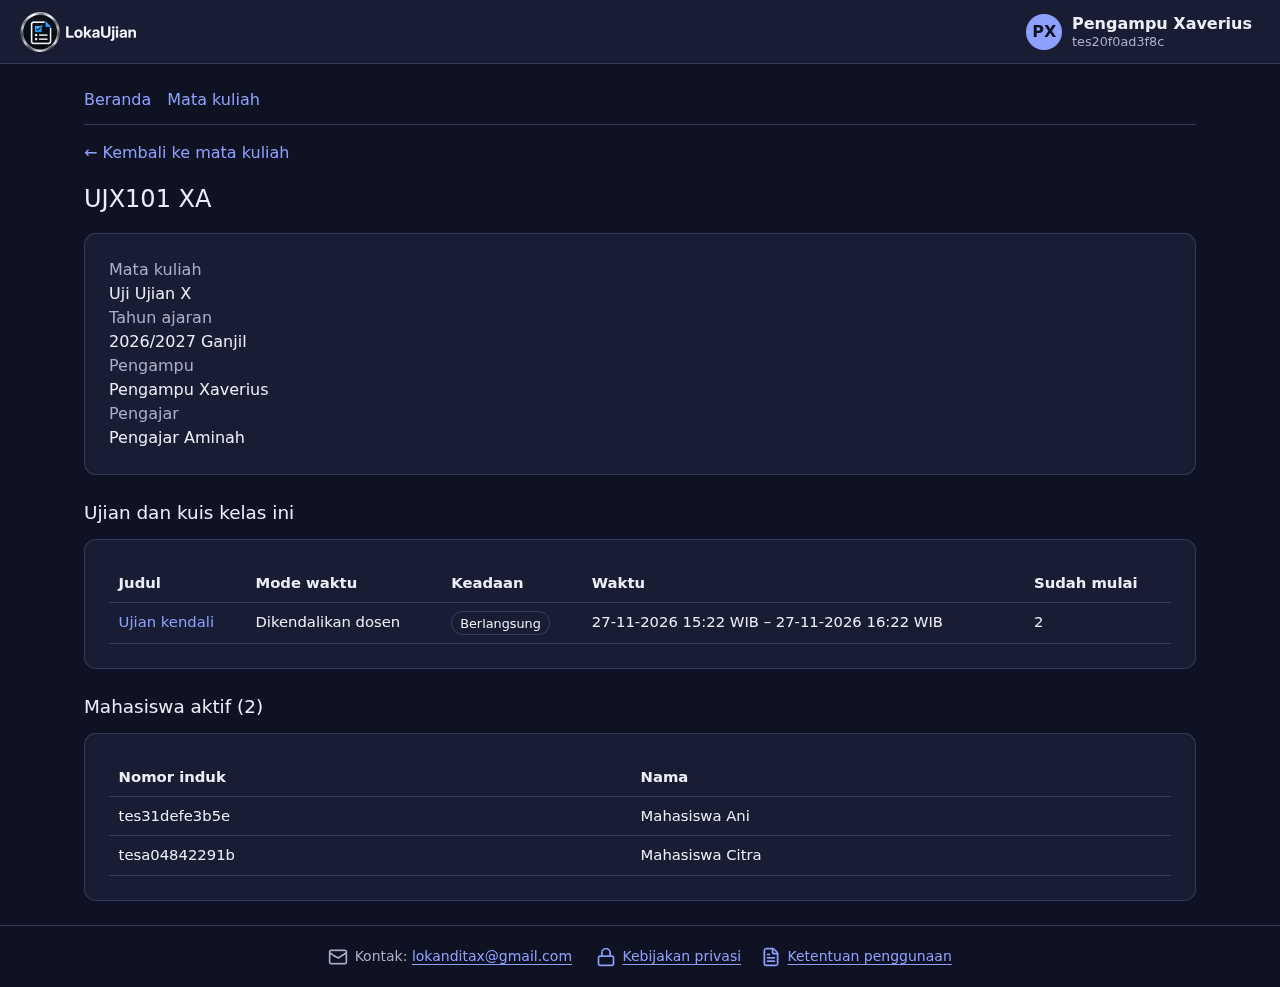 LokaUjian
PX
Pengampu Xaverius
tes20f0ad3f8c
Beranda Mata kuliah
← Kembali ke mata kuliah
UJX101 XA
Mata kuliah
Uji Ujian X
Tahun ajaran
2026/2027 Ganjil
Pengampu
Pengampu Xaverius
Pengajar
Pengajar Aminah
Ujian dan kuis kelas ini
Judul Mode waktu Keadaan Waktu Sudah mulai
Ujian kendali Dikendalikan dosen Berlangsung 27-11-2026 15:22 WIB – 27-11-2026 16:22 WIB 2
Mahasiswa aktif (2)
Nomor induk Nama
tes31defe3b5e Mahasiswa Ani
tesa04842291b Mahasiswa Citra
Kontak: lokanditax@gmail.com Kebijakan privasi Ketentuan penggunaan